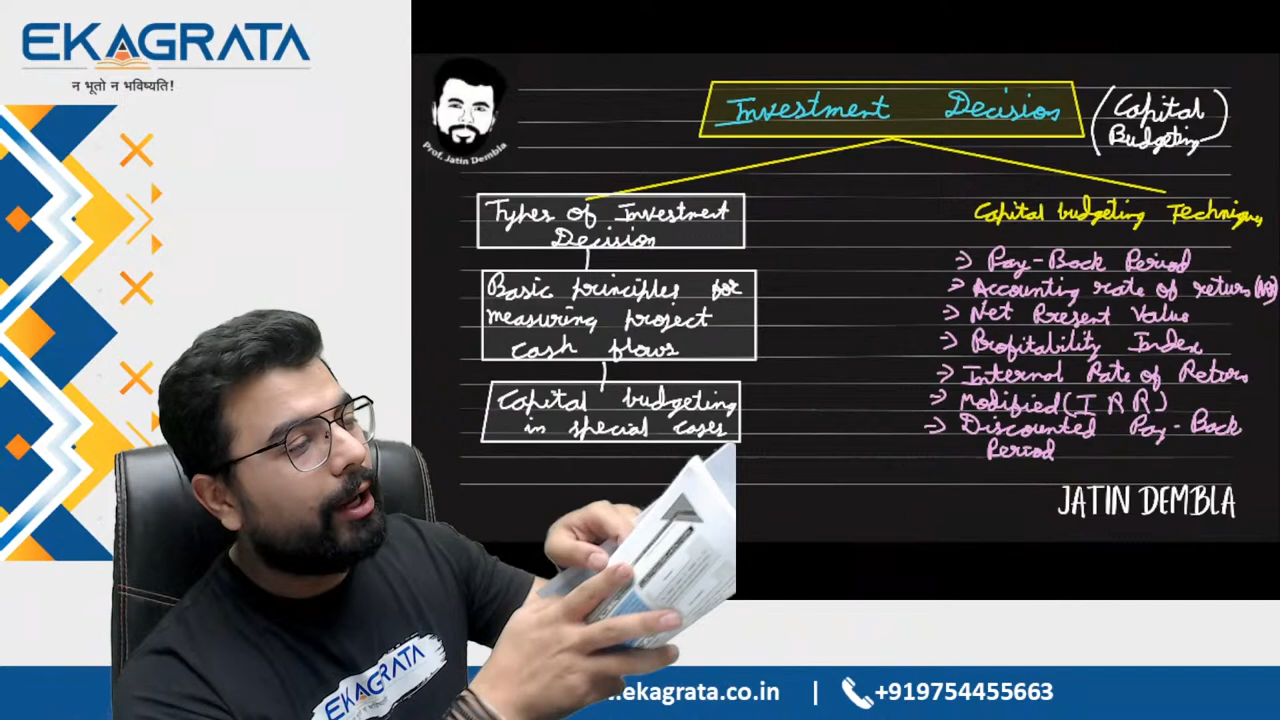 EKAGRATA
न भूतो न भविष्यति!
Prof. Jatin Dembla
Investment Decision
(Capital
Budgeting)
Types of Investment
Decision
Basic principles for
measuring project
cash flows
Capital budgeting
in special cases
Capital budgeting Techniques
=> Pay-Back Period
=> Accounting rate of return
=> Net Present Value
=> Profitability Index
=> Internal Rate of Return
=> Modified (IRR)
=> Discounted Pay-Back
Period
JATIN DEMBLA
EKAGRATA
.ekagrata.co.in | +919754455663